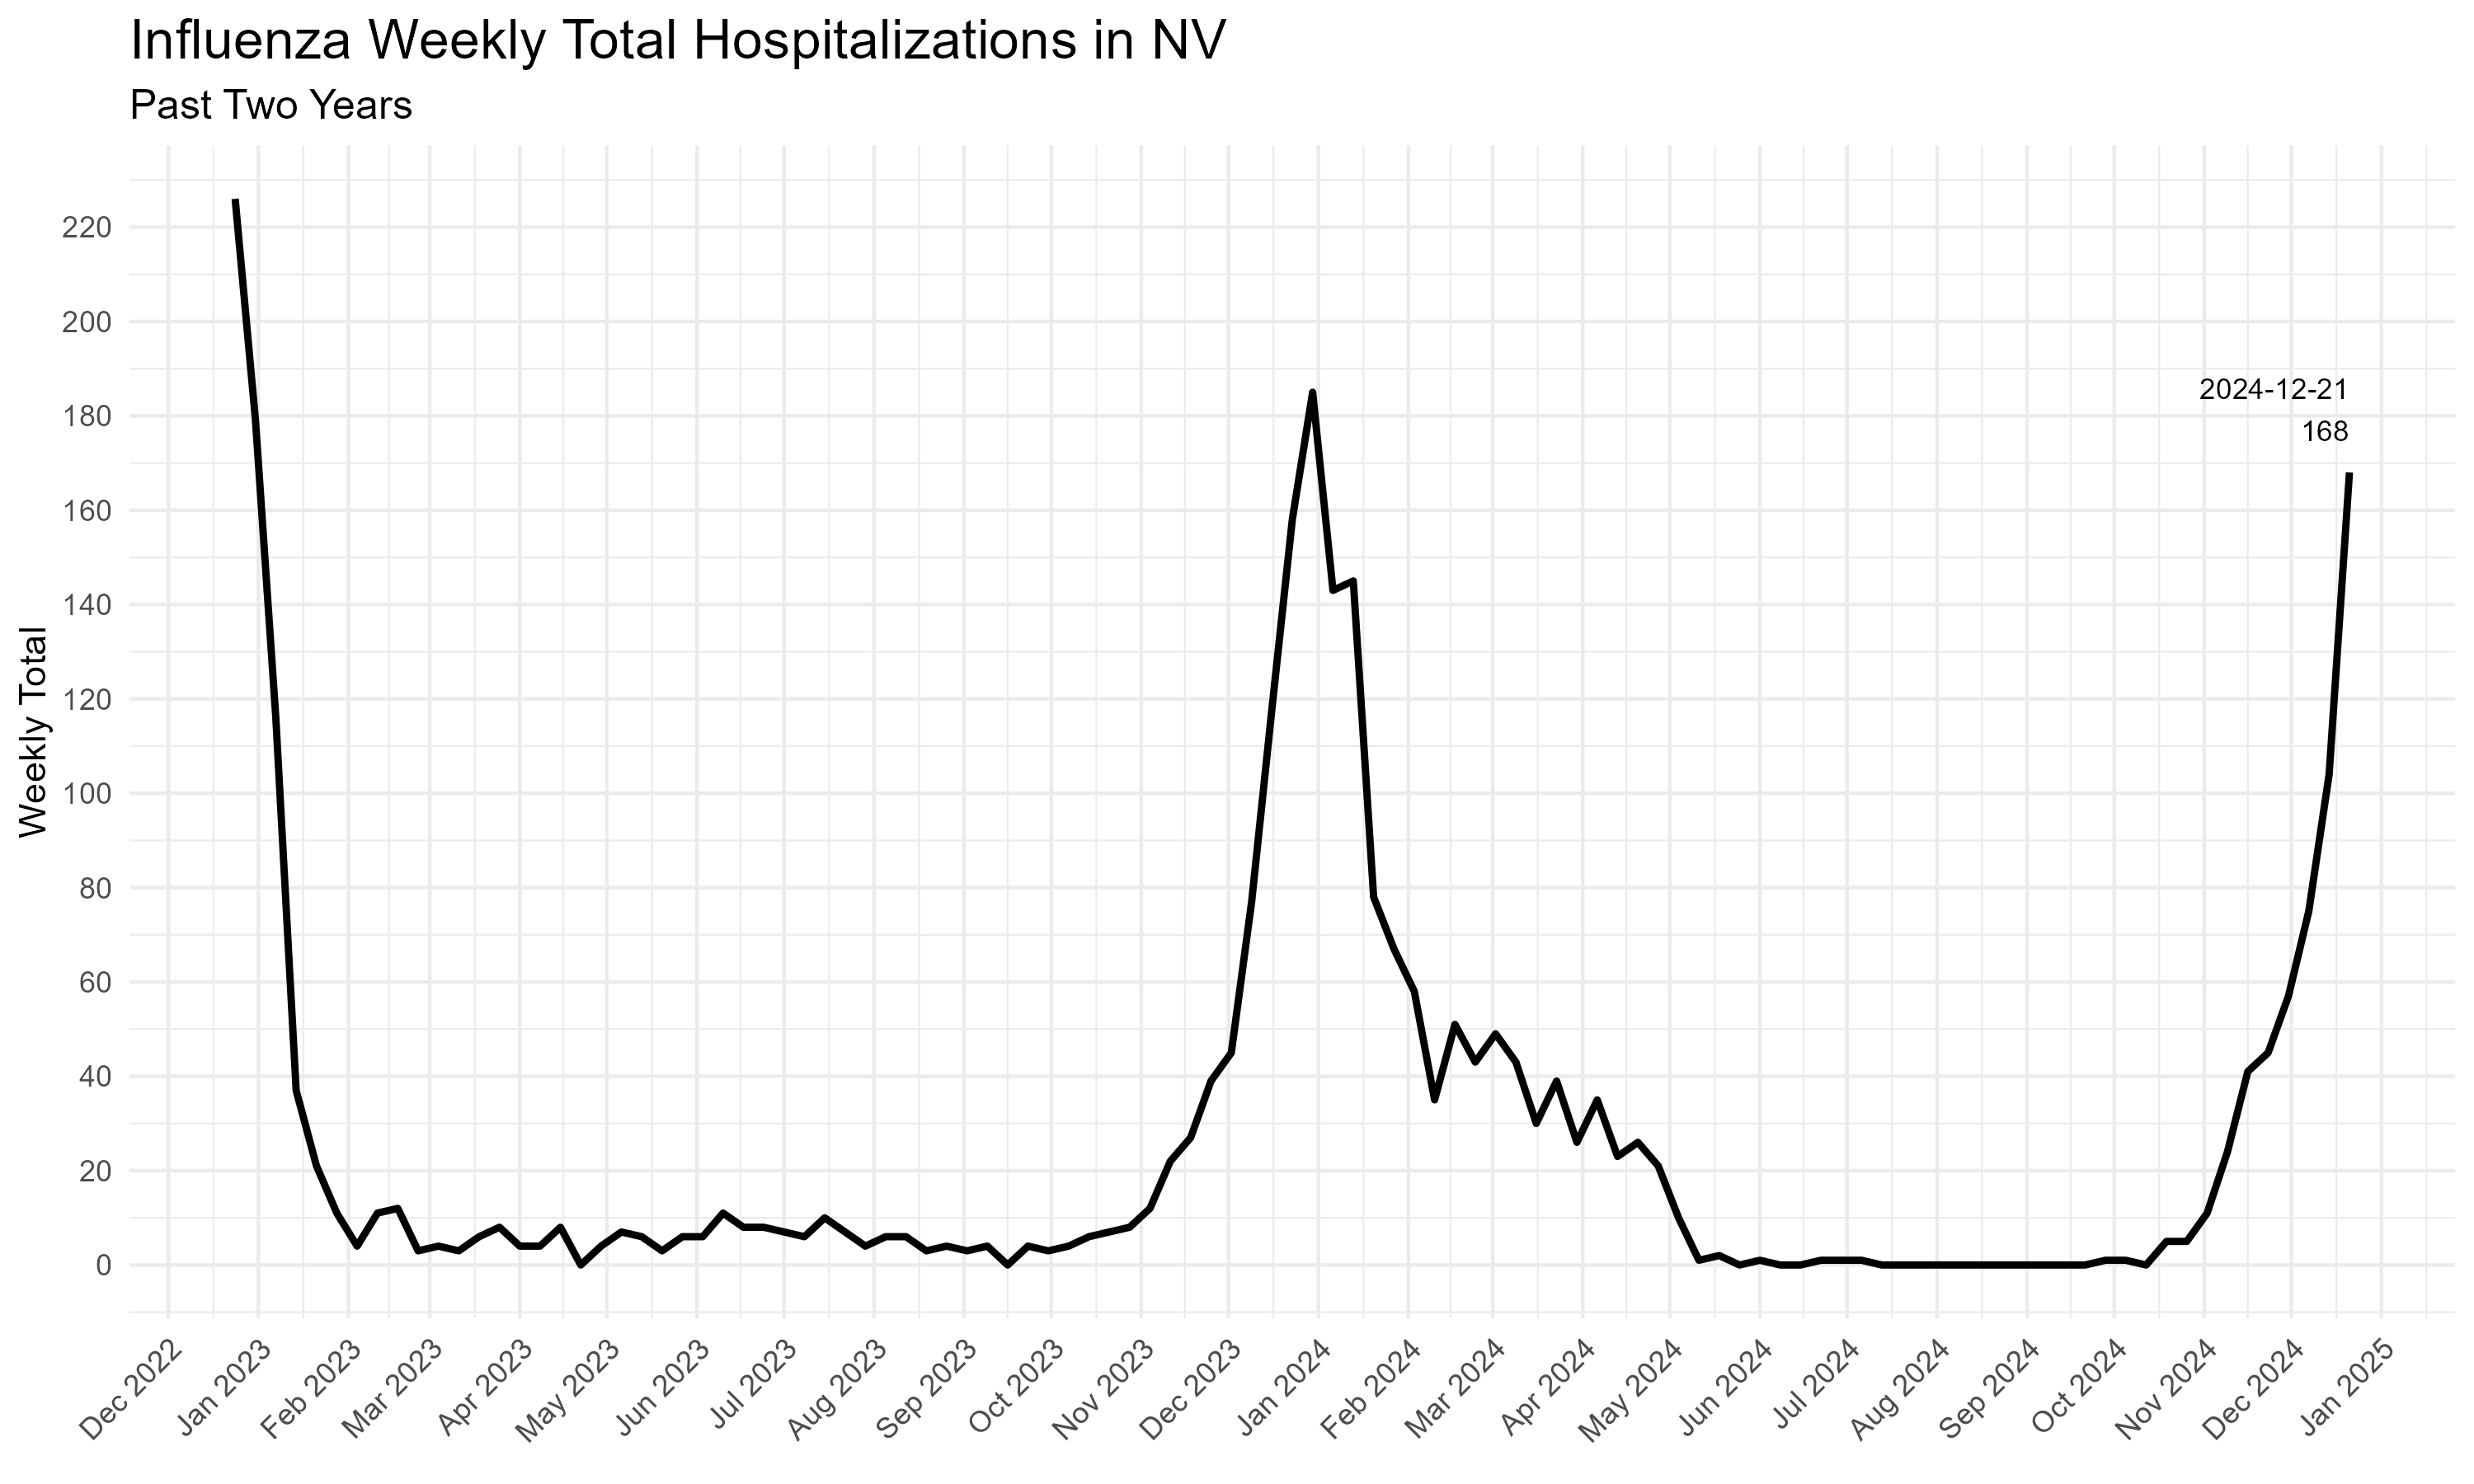 Influenza Weekly Total Hospitalizations in NV
Past Two Years
Weekly Total
220
200
180
160
140
120
100
80
60
40
20
0
2024-12-21
168
Dec 2022
Jan 2023
Feb 2023
Mar 2023
Apr 2023
May 2023
Jun 2023
Jul 2023
Aug 2023
Sep 2023
Oct 2023
Nov 2023
Dec 2023
Jan 2024
Feb 2024
Mar 2024
Apr 2024
May 2024
Jun 2024
Jul 2024
Aug 2024
Sep 2024
Oct 2024
Nov 2024
Dec 2024
Jan 2025